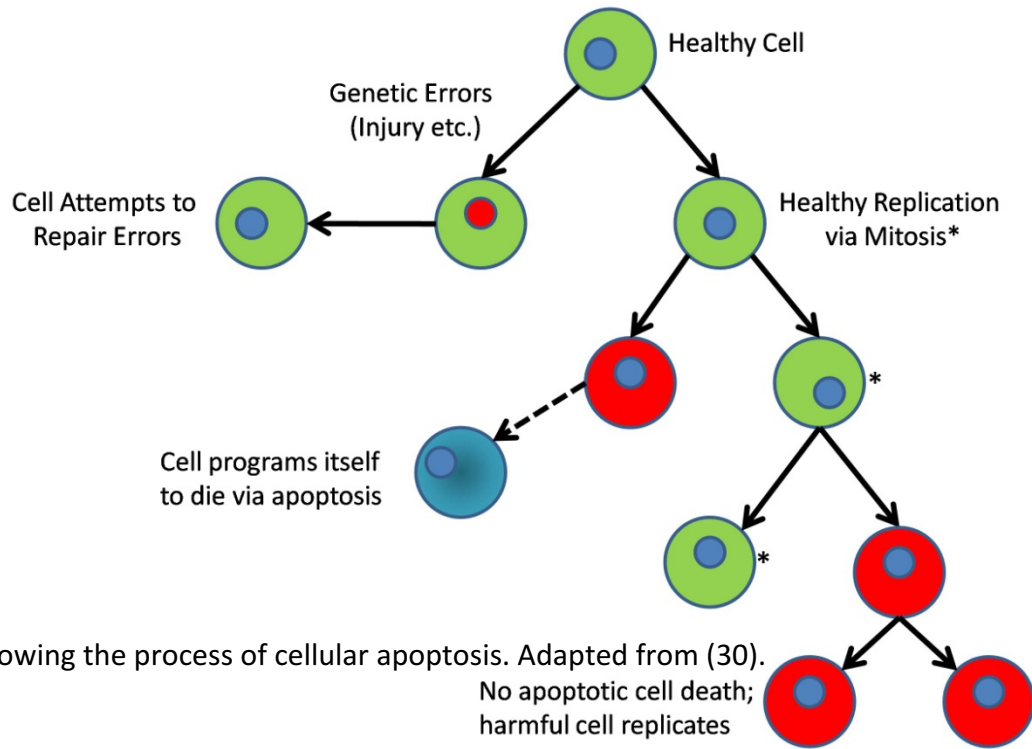 Healthy Cell
Genetic Errors
(Injury etc.)
Cell Attempts to
Repair Errors
Healthy Replication
via Mitosis*
*
Cell programs itself
to die via apoptosis
*
owing the process of cellular apoptosis. Adapted from (30).
No apoptotic cell death;
harmful cell replicates